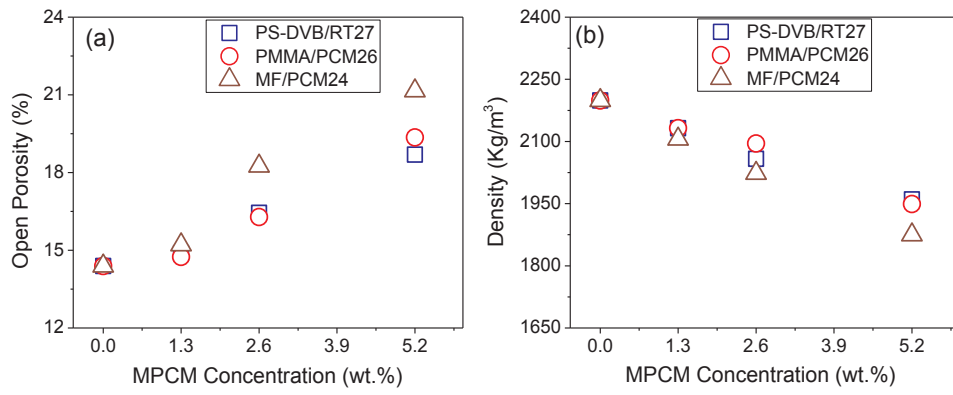 (a)
PS-DVB/RT27
PMMA/PCM26
MF/PCM24
24
21
18
15
12
Open Porosity (%)
0.0 1.3 2.6 3.9 5.2
MPCM Concentration (wt.%)
(b)
PS-DVB/RT27
PMMA/PCM26
MF/PCM24
2400
2250
2100
1950
1800
1650
Density (Kg/m³)
0.0 1.3 2.6 3.9 5.2
MPCM Concentration (wt.%)